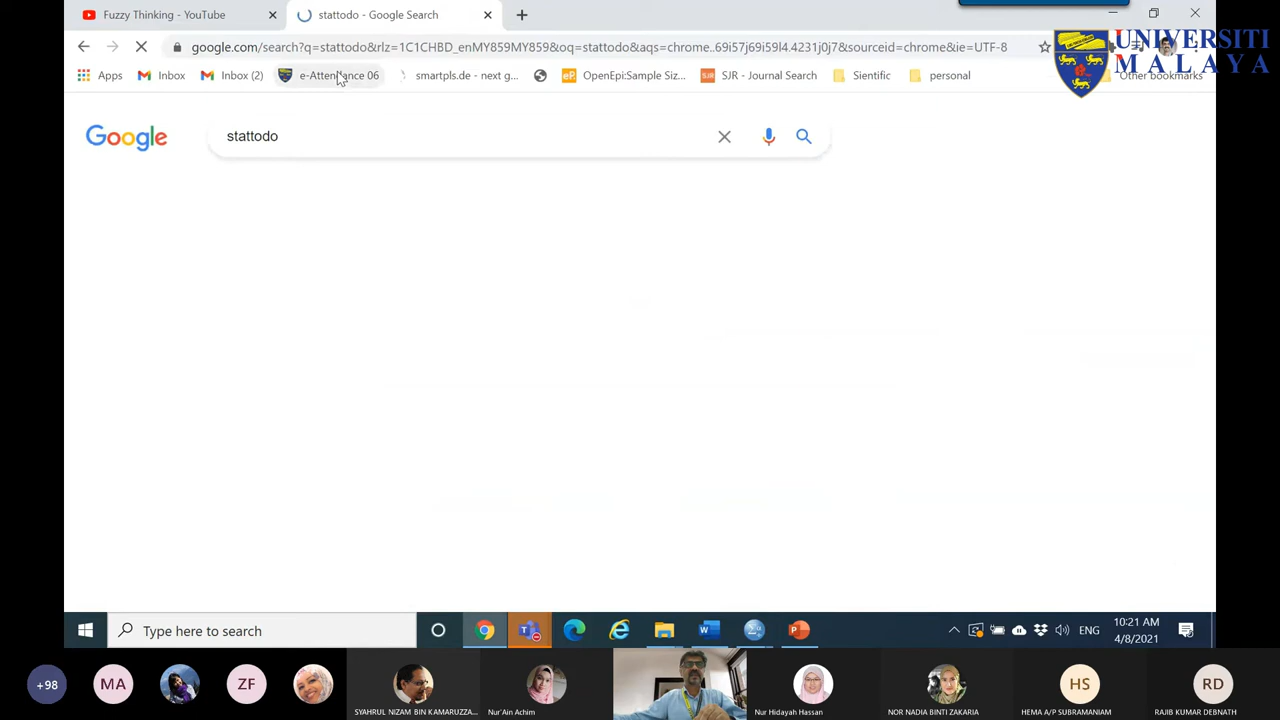 Fuzzy Thinking - YouTube
stattodo - Google Search
google.com/search?q=stattodo&rlz=1C1CHBD_enMY859MY859&oq=stattodo&aqs=chrome..69i57j69i59l4.4231j0j7&sourceid=chrome&ie=UTF-8
UNIVERSITI
MALAYA
Apps
Inbox
Inbox (2)
e-Attendance 06
smartpls.de - next g...
OpenEpi:Sample Siz...
SJR - Journal Search
Sientific
personal
Other bookmarks
Google
stattodo
Type here to search
ENG
10:21 AM
4/8/2021
+98
MA
ZF
SYAHRUL NIZAM BIN KAMARUZZA...
Nur'Ain Achim
Nur Hidayah Hassan
NOR NADIA BINTI ZAKARIA
HS
HEMA A/P SUBRAMANIAM
RD
RAJIB KUMAR DEBNATH